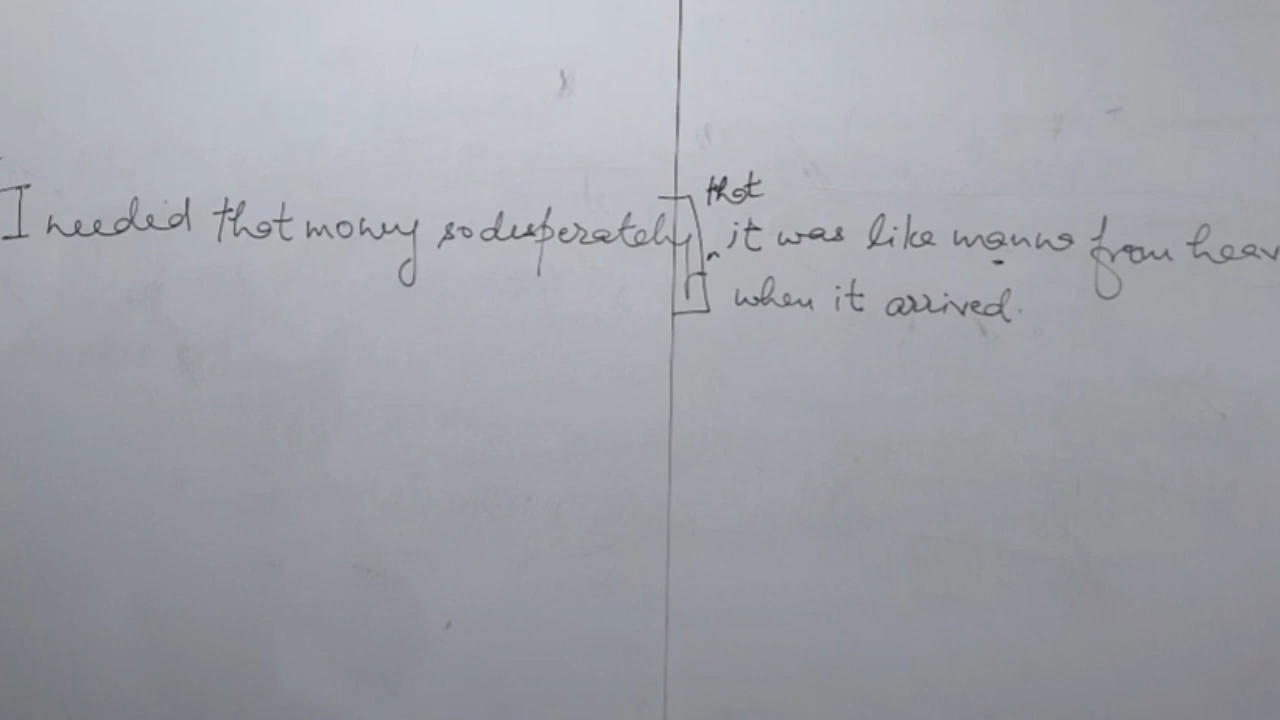 that
I needed that money so desperately it was like manna from heav
when it arrived.